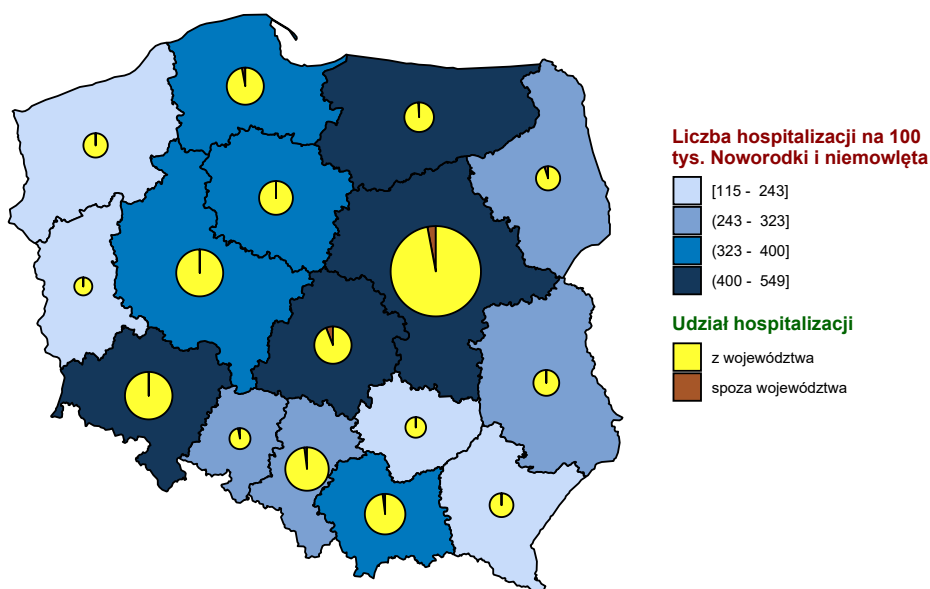 Liczba hospitalizacji na 100
tys. Noworodki i niemowlęta
[115 - 243]
(243 - 323]
(323 - 400]
(400 - 549]
Udział hospitalizacji
z województwa
spoza województwa